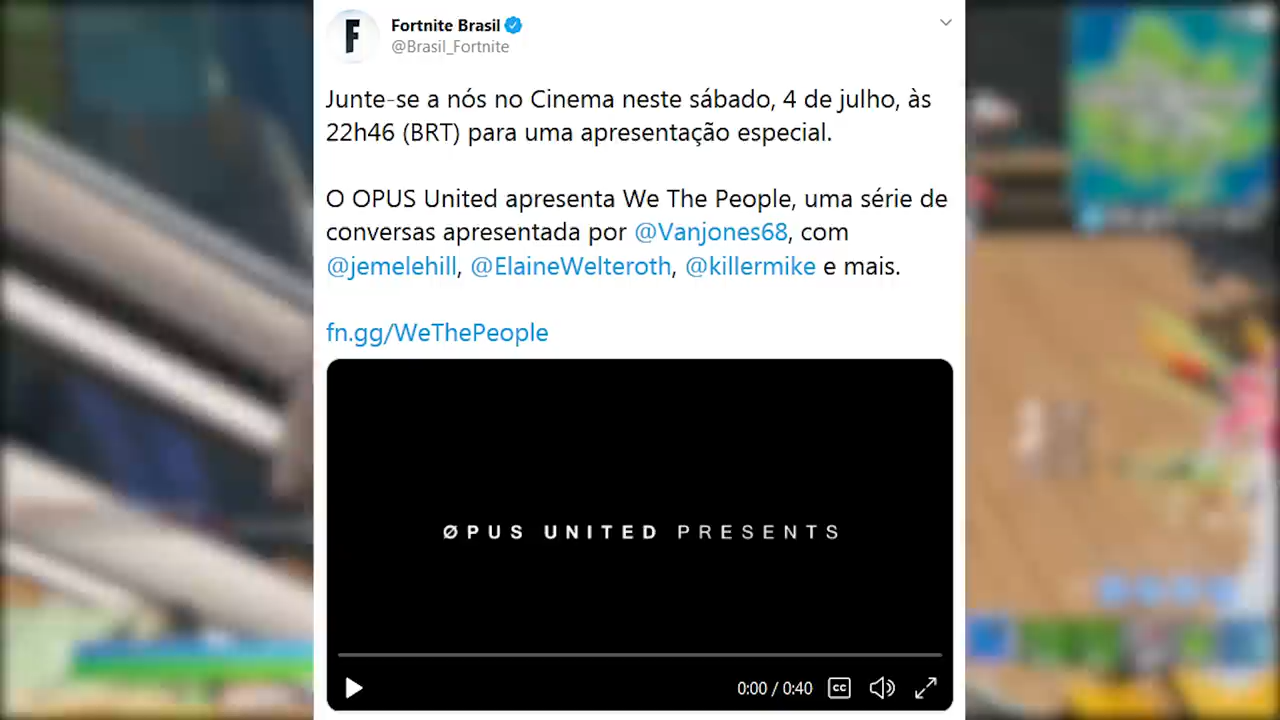 Fortnite Brasil
@Brasil_Fortnite
Junte-se a nós no Cinema neste sábado, 4 de julho, às
22h46 (BRT) para uma apresentação especial.
O OPUS United apresenta We The People, uma série de
conversas apresentada por @Vanjones68, com
@jemelehill, @ElaineWelteroth, @killermike e mais.
fn.gg/WeThePeople
ØPUS UNITED PRESENTS
0:00 / 0:40 CC